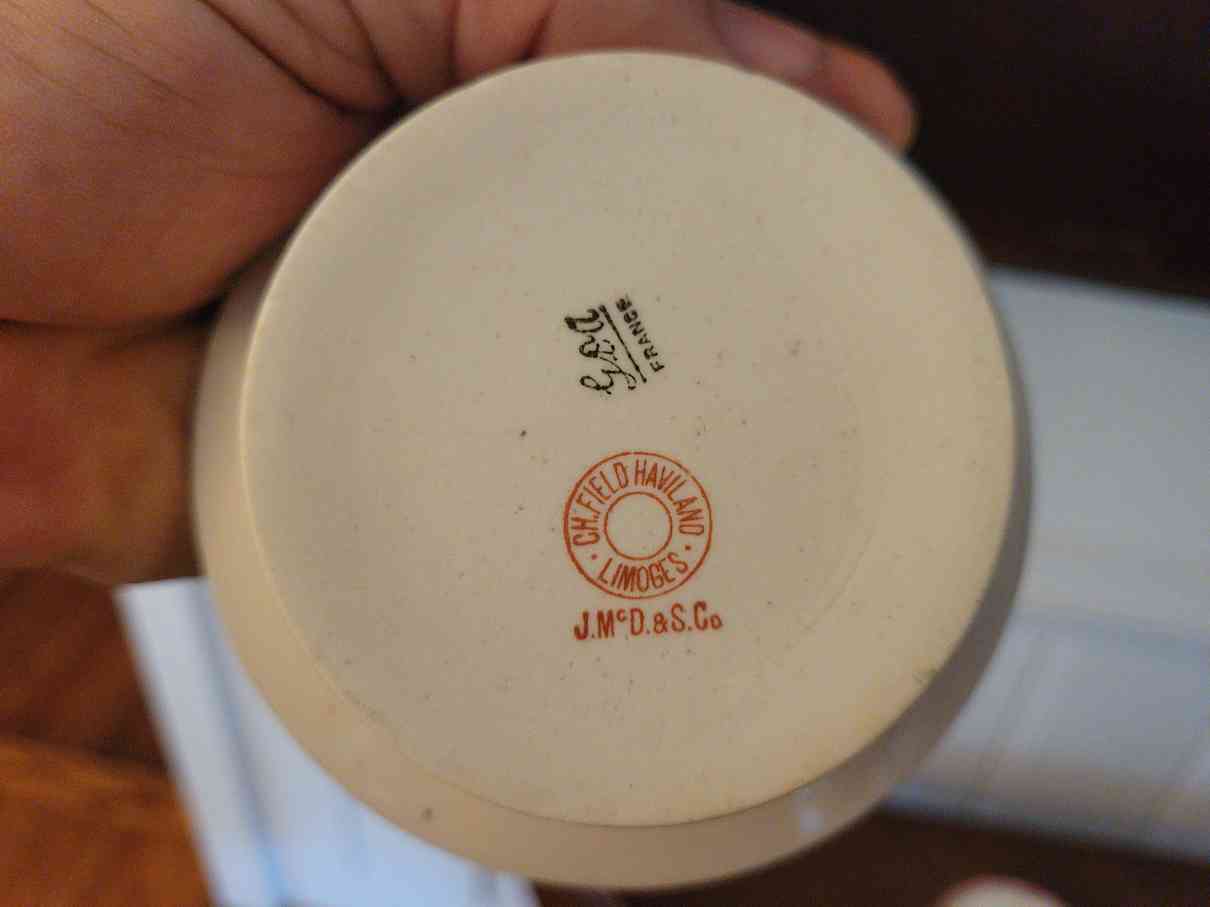 GDA
FRANCE
CH. FIELD HAVILAND
LIMOGES
J.McD.&S.Co